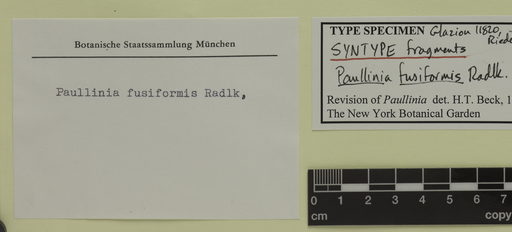 Botanische Staatssammlung München
Paullinia fusiformis Radlk,
TYPE SPECIMEN Glaziou 11820,
Riede
SYNTYPE fragments
Paullinia fusiformis Radlk.
Revision of Paullinia det. H.T. Beck, 1
The New York Botanical Garden
0 1 2 3 4 5 6 7
cm copy